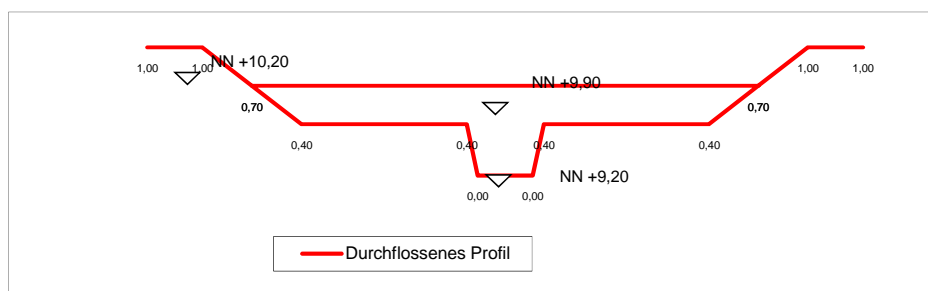 NN +10,20
1,00 1,00 1,00 1,00
NN +9,90
0,70 0,70
0,40 0,40 0,40 0,40
NN +9,20
0,00 0,00
Durchflossenes Profil